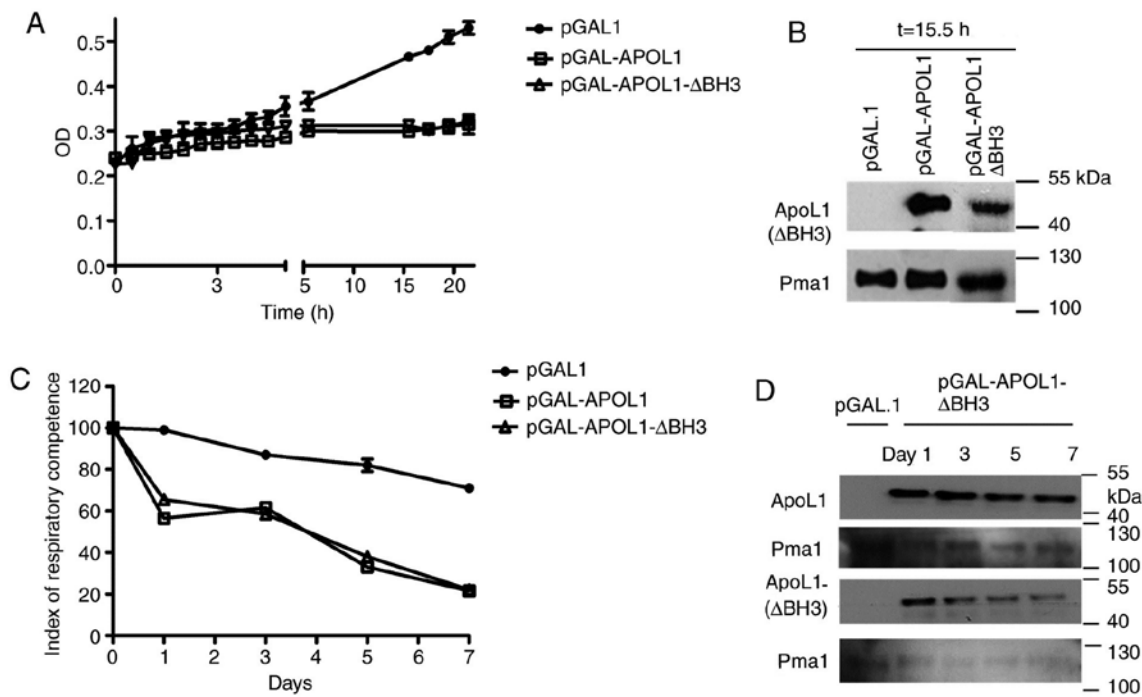 A
OD
0.5
0.4
0.3
0.2
0.1
0.0
0 3 5 10 15 20
Time (h)
pGAL1
pGAL-APOL1
pGAL-APOL1-ΔBH3
B
t=15.5 h
pGAL.1
pGAL-APOL1
pGAL-APOL1
ΔBH3
ApoL1
(ΔBH3)
55 kDa
40
Pma1
130
100
C
Index of respiratory competence
120
100
80
60
40
20
0
0 1 2 3 4 5 6 7
Days
pGAL1
pGAL-APOL1
pGAL-APOL1-ΔBH3
D
pGAL.1
pGAL-APOL1-
ΔBH3
Day 1 3 5 7
ApoL1
55
kDa
40
Pma1
130
100
ApoL1-
(ΔBH3)
55
40
Pma1
130
100